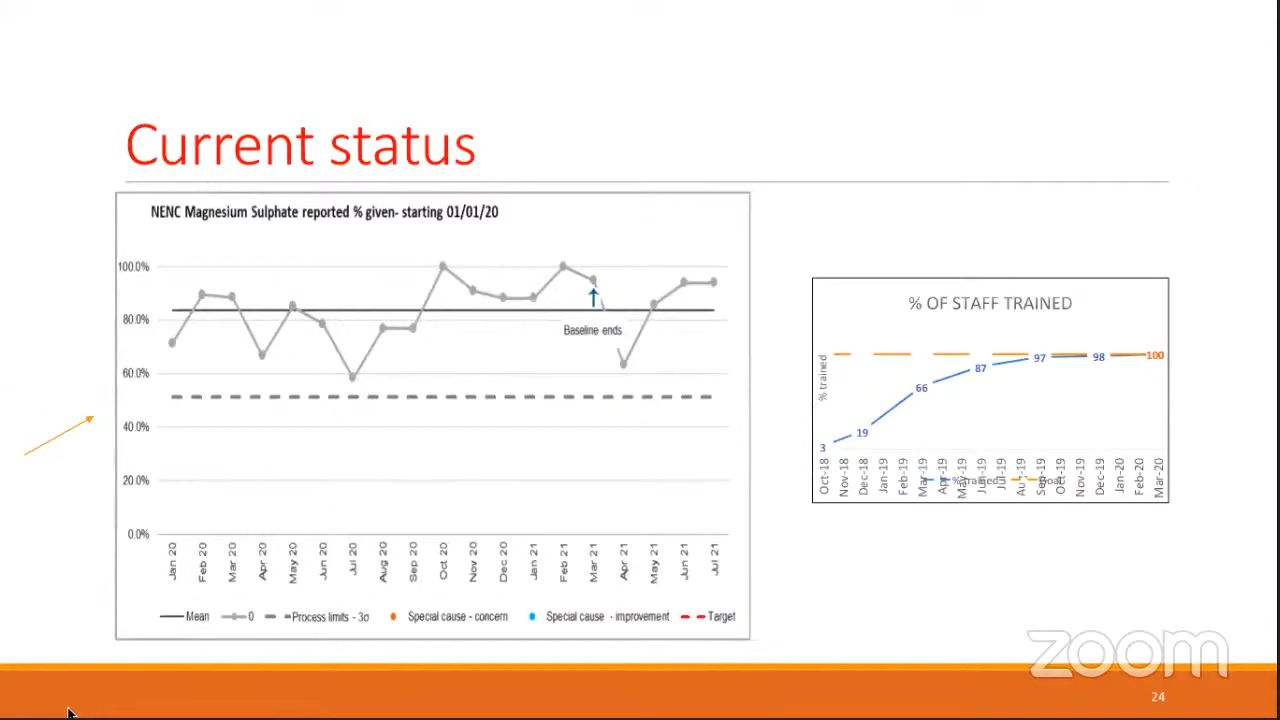 Current status
NENC Magnesium Sulphate reported % given- starting 01/01/20
100.0%
80.0%
60.0%
40.0%
20.0%
0.0%
Baseline ends
Jan 20
Feb 20
Mar 20
Apr 20
May 20
Jun 20
Jul 20
Aug 20
Sep 20
Oct 20
Nov 20
Dec 20
Jan 21
Feb 21
Mar 21
Apr 21
May 21
Jun 21
Jul 21
Mean 0 Process limits - 3σ Special cause - concern Special cause - improvement Target
% OF STAFF TRAINED
% trained
3
19
66
87
97
98
100
Oct-18
Nov-18
Dec-18
Jan-19
Feb-19
Mar-19
Apr-19
May-19
Jun-19
Jul-19
Aug-19
Sep-19
Oct-19
Nov-19
Dec-19
Jan-20
Feb-20
Mar-20
% trained Goal
zoom
24